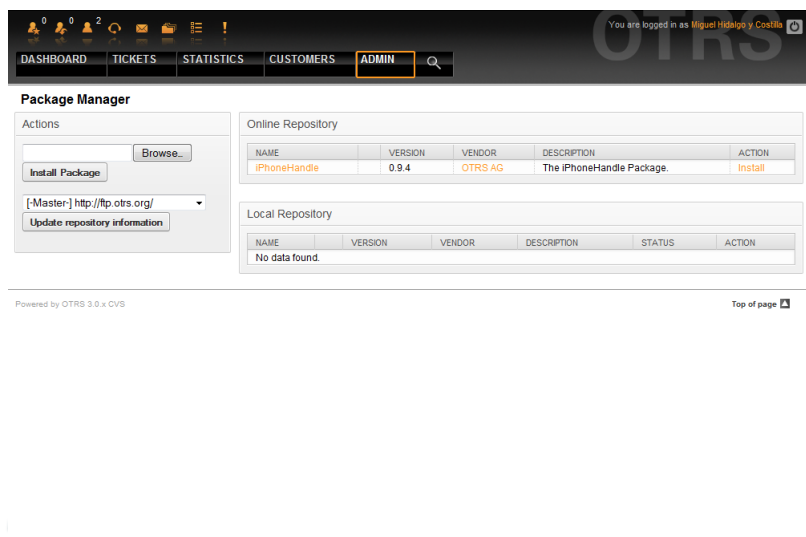 OTRS
0 0 2
You are logged in as Miguel Hidalgo y Costilla
DASHBOARD TICKETS STATISTICS CUSTOMERS ADMIN
Package Manager
Actions
Browse...
Install Package
[-Master-] http://ftp.otrs.org/
Update repository information
Online Repository
NAME VERSION VENDOR DESCRIPTION ACTION
iPhoneHandle 0.9.4 OTRS AG The iPhoneHandle Package. Install
Local Repository
NAME VERSION VENDOR DESCRIPTION STATUS ACTION
No data found.
Powered by OTRS 3.0.x CVS
Top of page